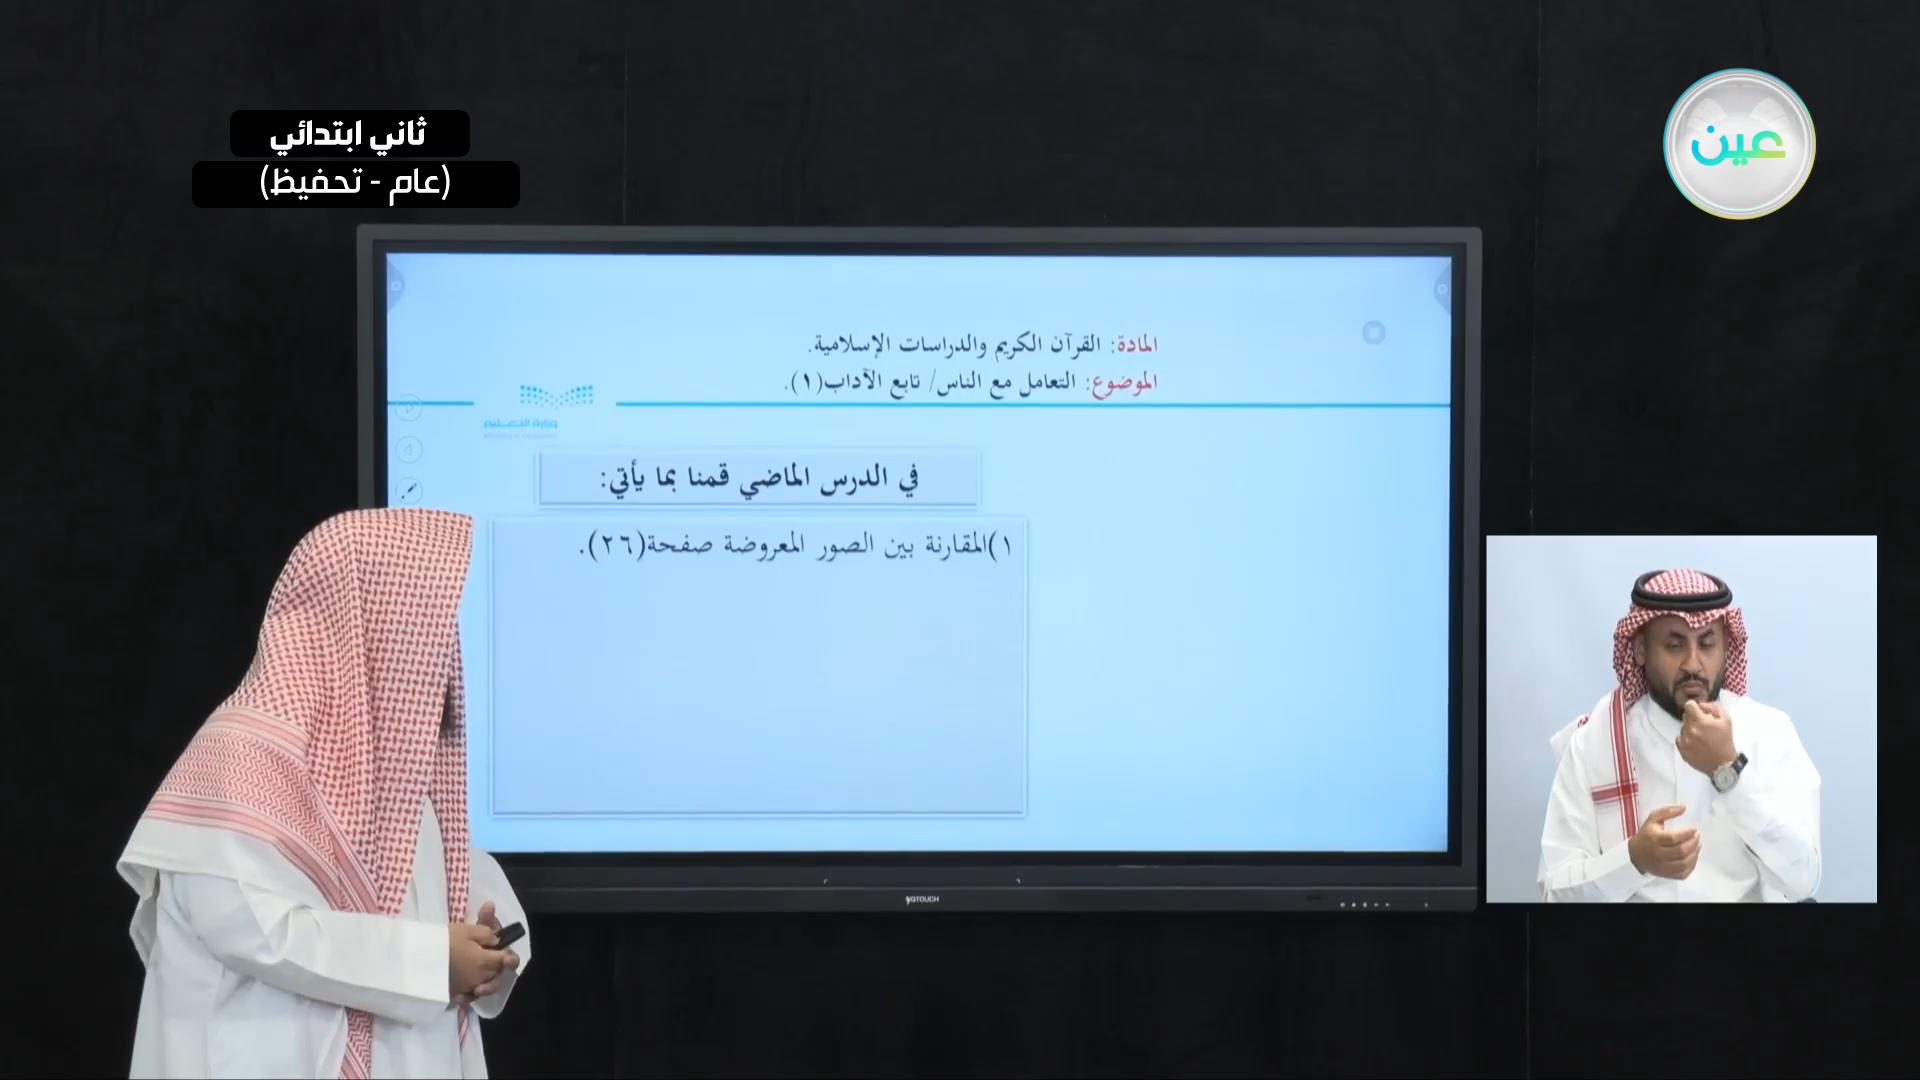 ثاني ابتدائي
(عام - تحفيظ)
عين
المادة: القرآن الكريم والدراسات الإسلامية.
الموضوع: التعامل مع الناس/ تابع الآداب(١).
وزارة التعليم
في الدرس الماضي قمنا بما يأتي:
١)المقارنة بين الصور المعروضة صفحة(٢٦).